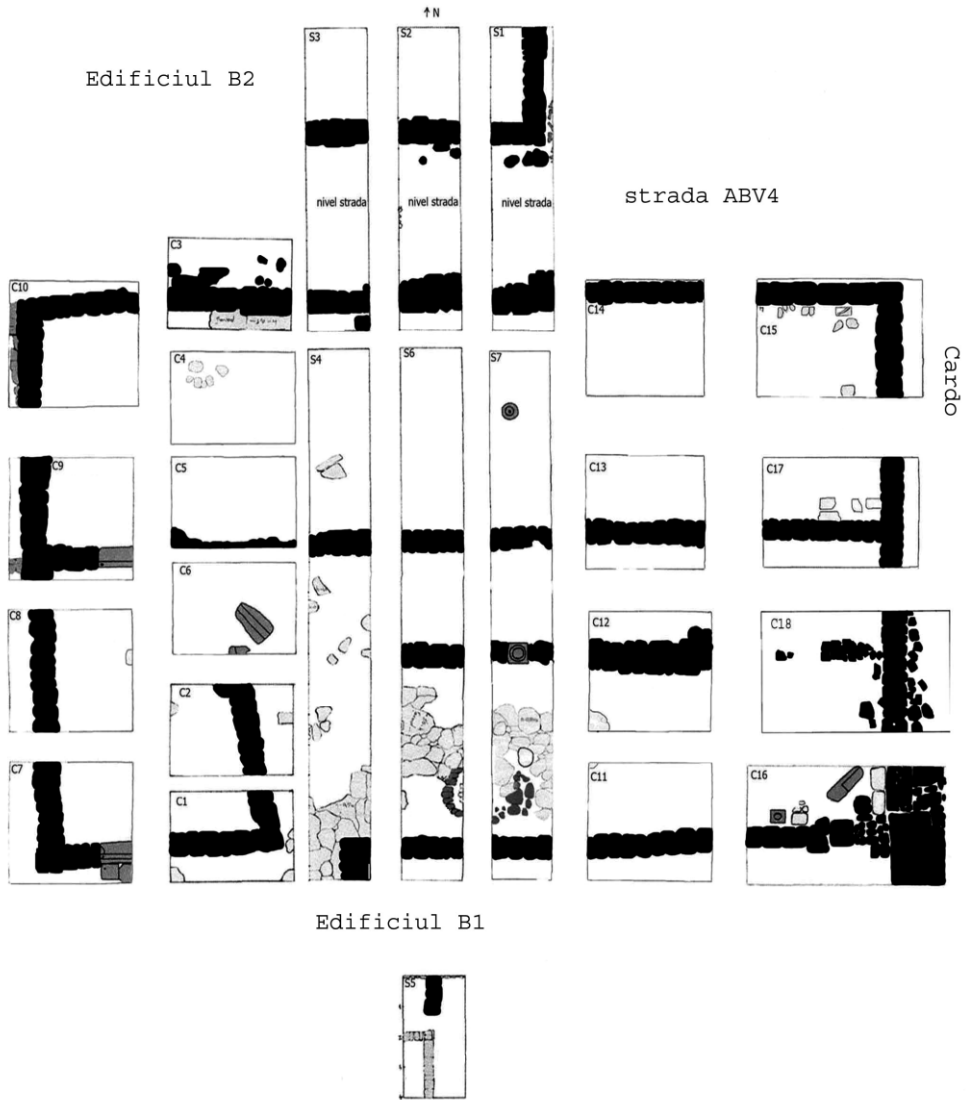 ↑N
S3
S2
S1
Edificiul B2
strada ABV4
nivel strada
nivel strada
nivel strada
C3
C10
C14
C15
Cardo
C4
S4
S6
S7
C9
C5
C13
C17
C6
C8
C12
C18
C2
C7
C1
C11
C16
Edificiul B1
S5